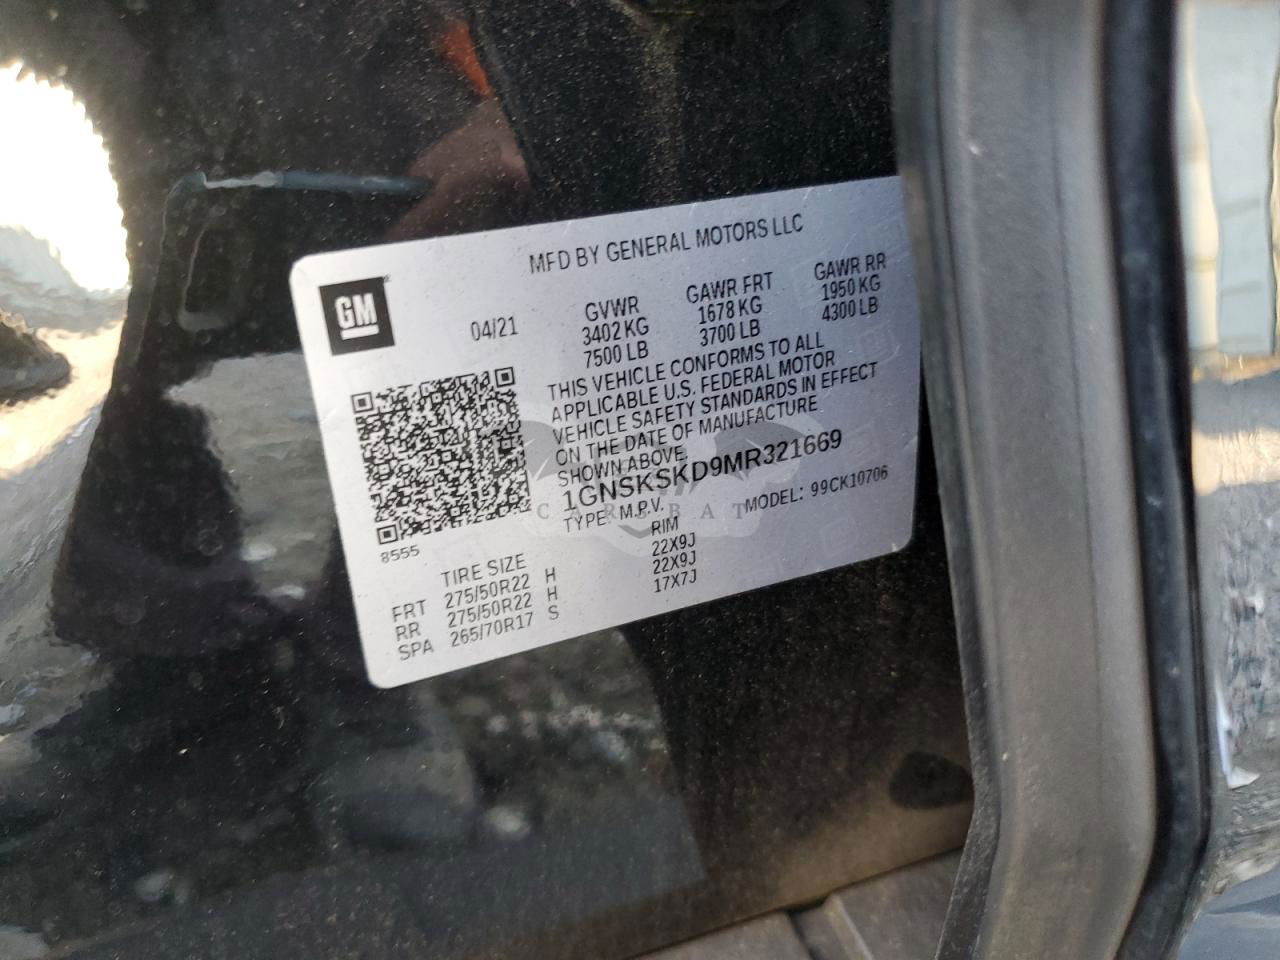 MFD BY GENERAL MOTORS LLC
GM
04/21
GVWR GAWR FRT GAWR RR
3402 KG 1678 KG 1950 KG
7500 LB 3700 LB 4300 LB
THIS VEHICLE CONFORMS TO ALL
APPLICABLE U.S. FEDERAL MOTOR
VEHICLE SAFETY STANDARDS IN EFFECT
ON THE DATE OF MANUFACTURE
SHOWN ABOVE.
1GNSKSKD9MR321669
TYPE: M.P.V. MODEL: 99CK10706
CARSBAT
8555
TIRE SIZE RIM
FRT 275/50R22 H 22X9J
RR 275/50R22 H 22X9J
SPA 265/70R17 S 17X7J